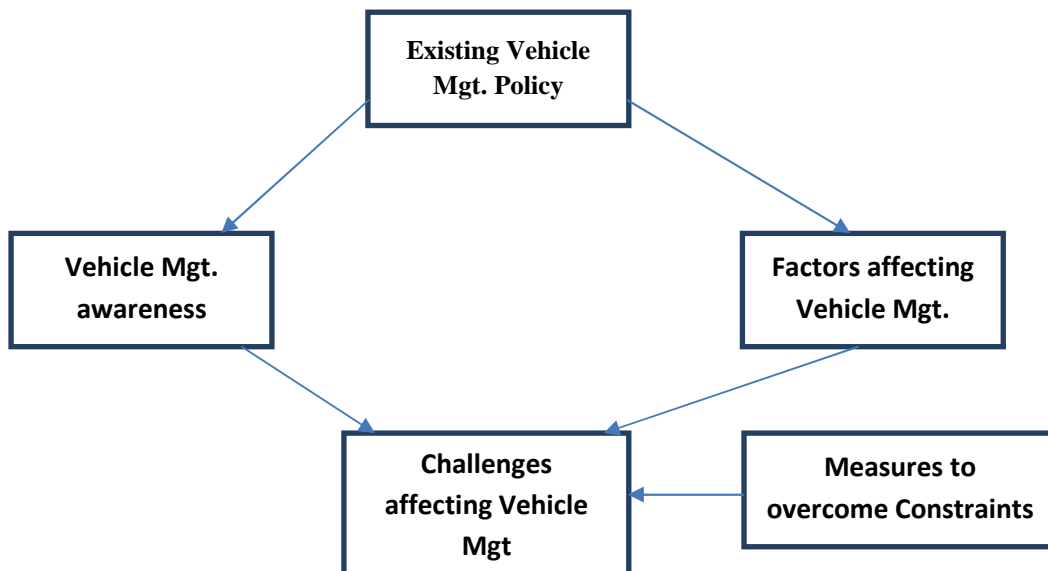 Existing Vehicle
Mgt. Policy
Vehicle Mgt.
awareness
Factors affecting
Vehicle Mgt.
Challenges
affecting Vehicle
Mgt
Measures to
overcome Constraints